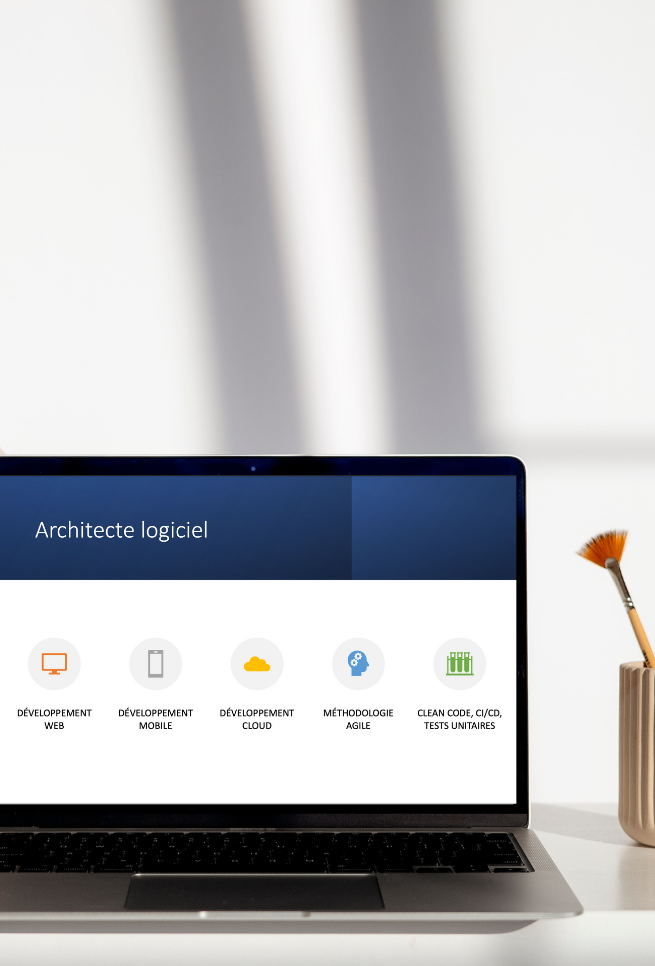 Architecte logiciel
DÉVELOPPEMENT
WEB
DÉVELOPPEMENT
MOBILE
DÉVELOPPEMENT
CLOUD
MÉTHODOLOGIE
AGILE
CLEAN CODE, CI/CD,
TESTS UNITAIRES